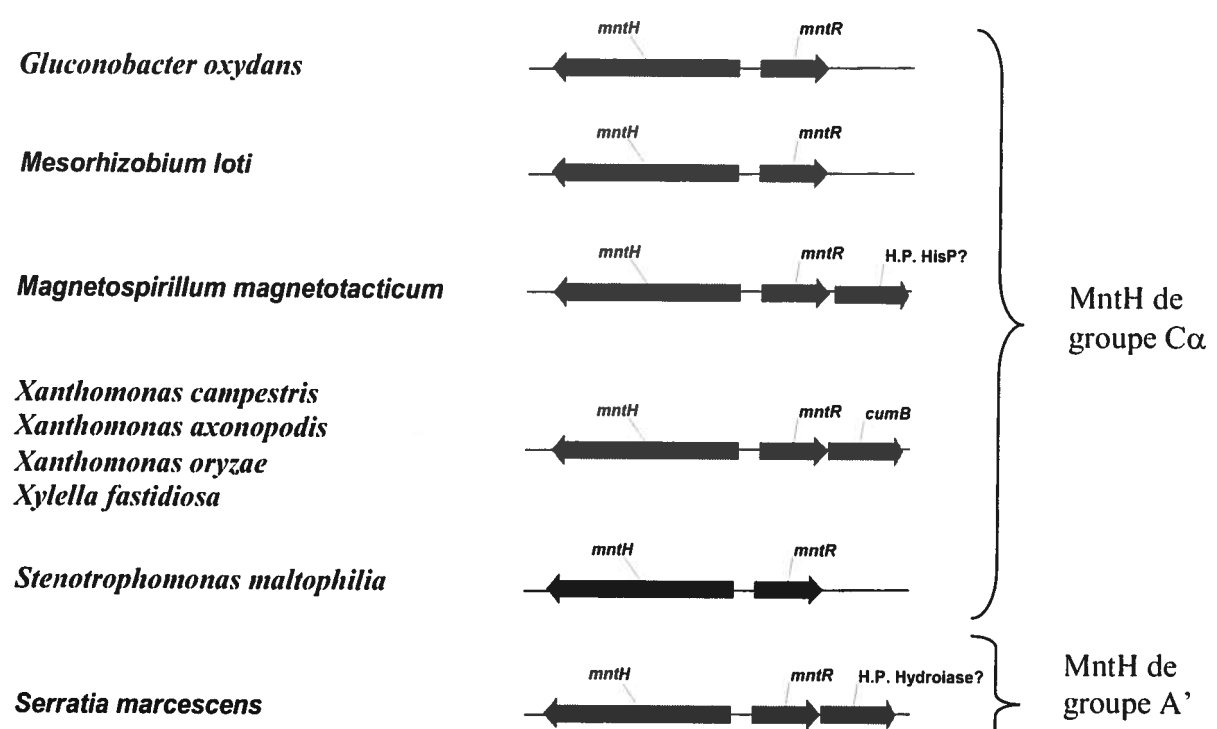 mntH mntR
Gluconobacter oxydans
mntH mntR
Mesorhizobium loti
mntH mntR H.P. HisP?
Magnetospirillum magnetotacticum
MntH de
groupe Cα
Xanthomonas campestris
mntH mntR cumB
Xanthomonas axonopodis
Xanthomonas oryzae
Xylella fastidiosa
mntH mntR
Stenotrophomonas maltophilia
mntH mntR H.P. Hydroiase?
Serratia marcescens
MntH de
groupe A’